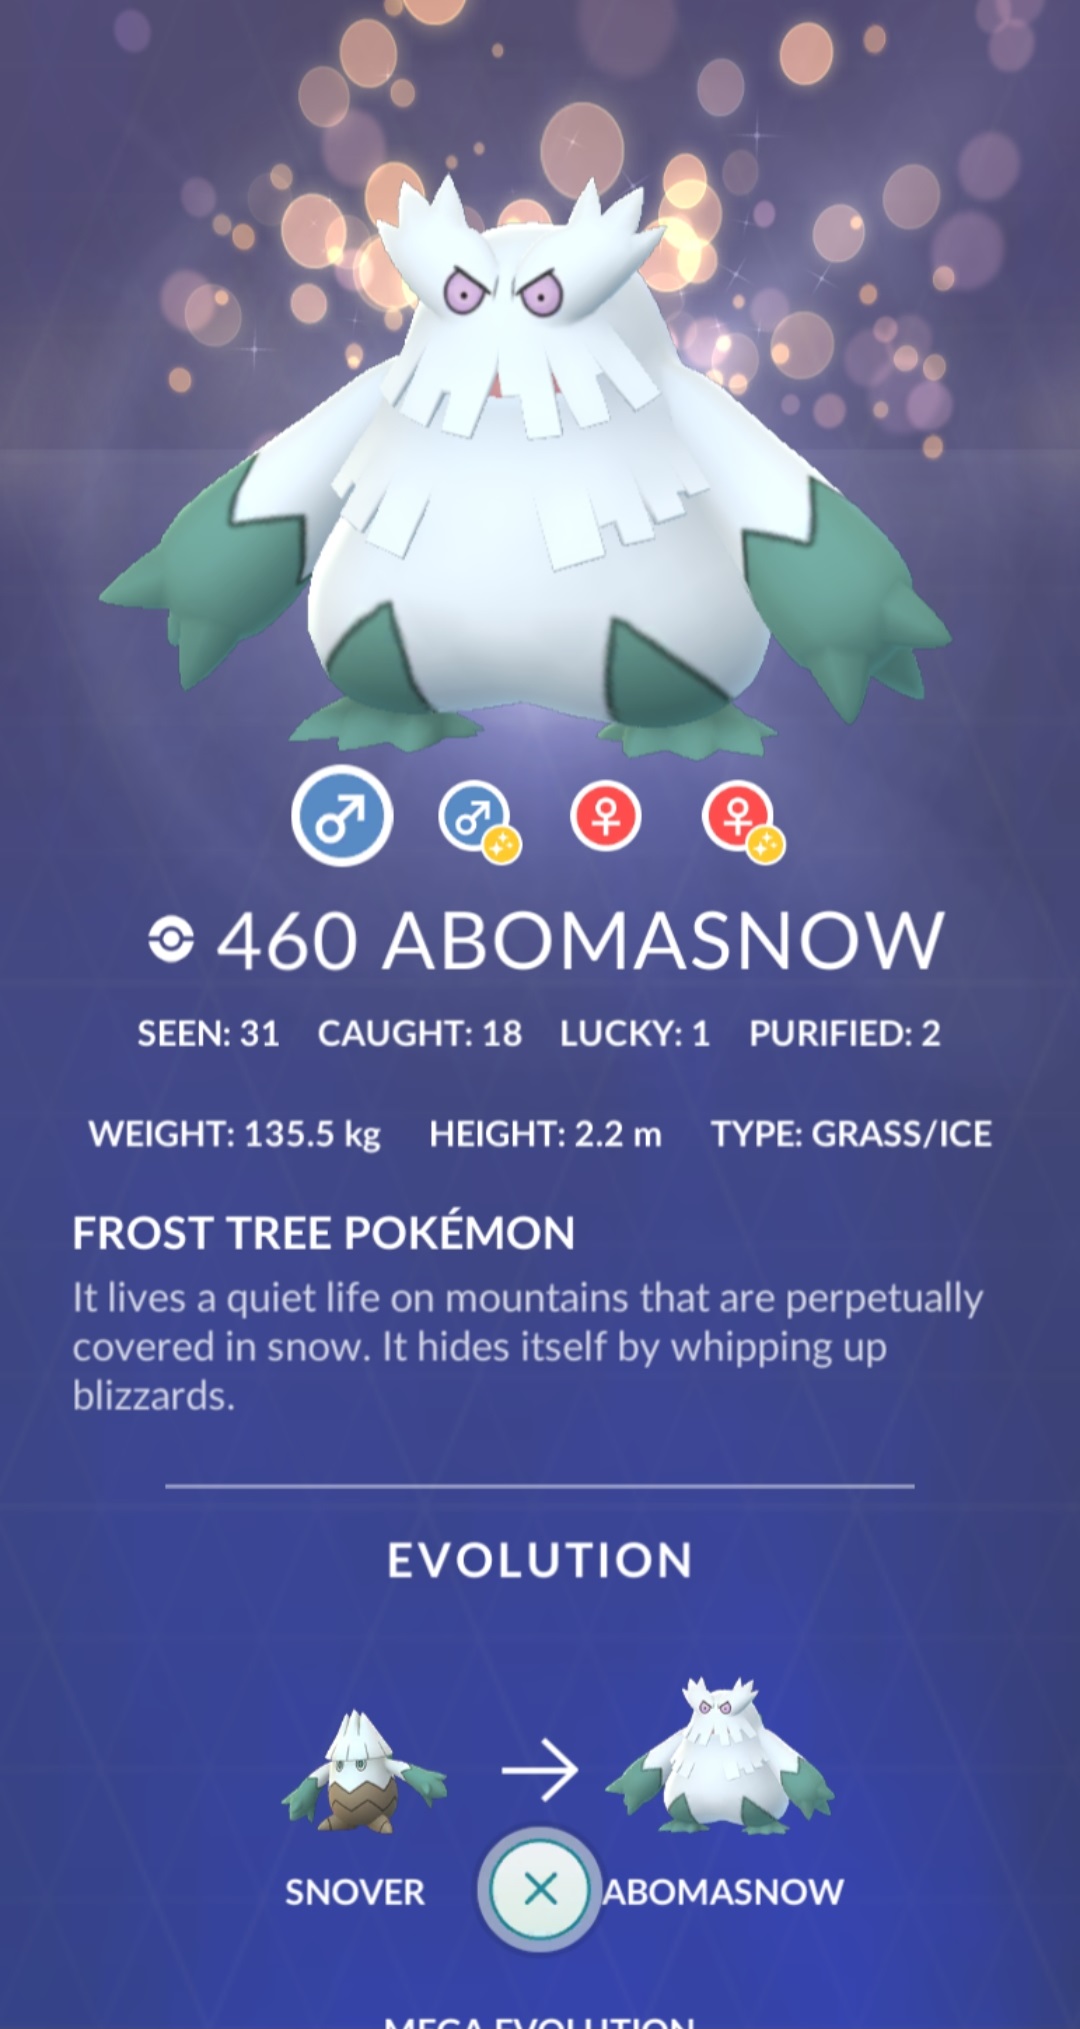 460 ABOMASNOW
SEEN: 31 CAUGHT: 18 LUCKY: 1 PURIFIED: 2
WEIGHT: 135.5 kg HEIGHT: 2.2 m TYPE: GRASS/ICE
FROST TREE POKÉMON
It lives a quiet life on mountains that are perpetually
covered in snow. It hides itself by whipping up
blizzards.
EVOLUTION
SNOVER ABOMASNOW
MEGA EVOLUTION